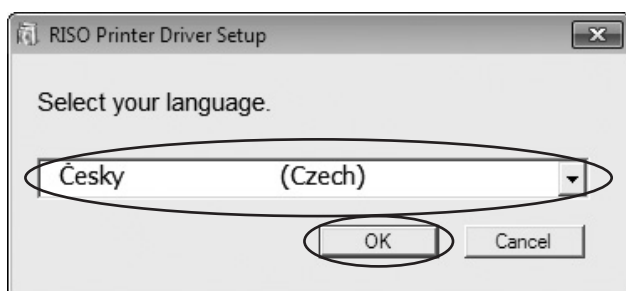 RISO Printer Driver Setup
Select your language.
Česky (Czech)
OK Cancel